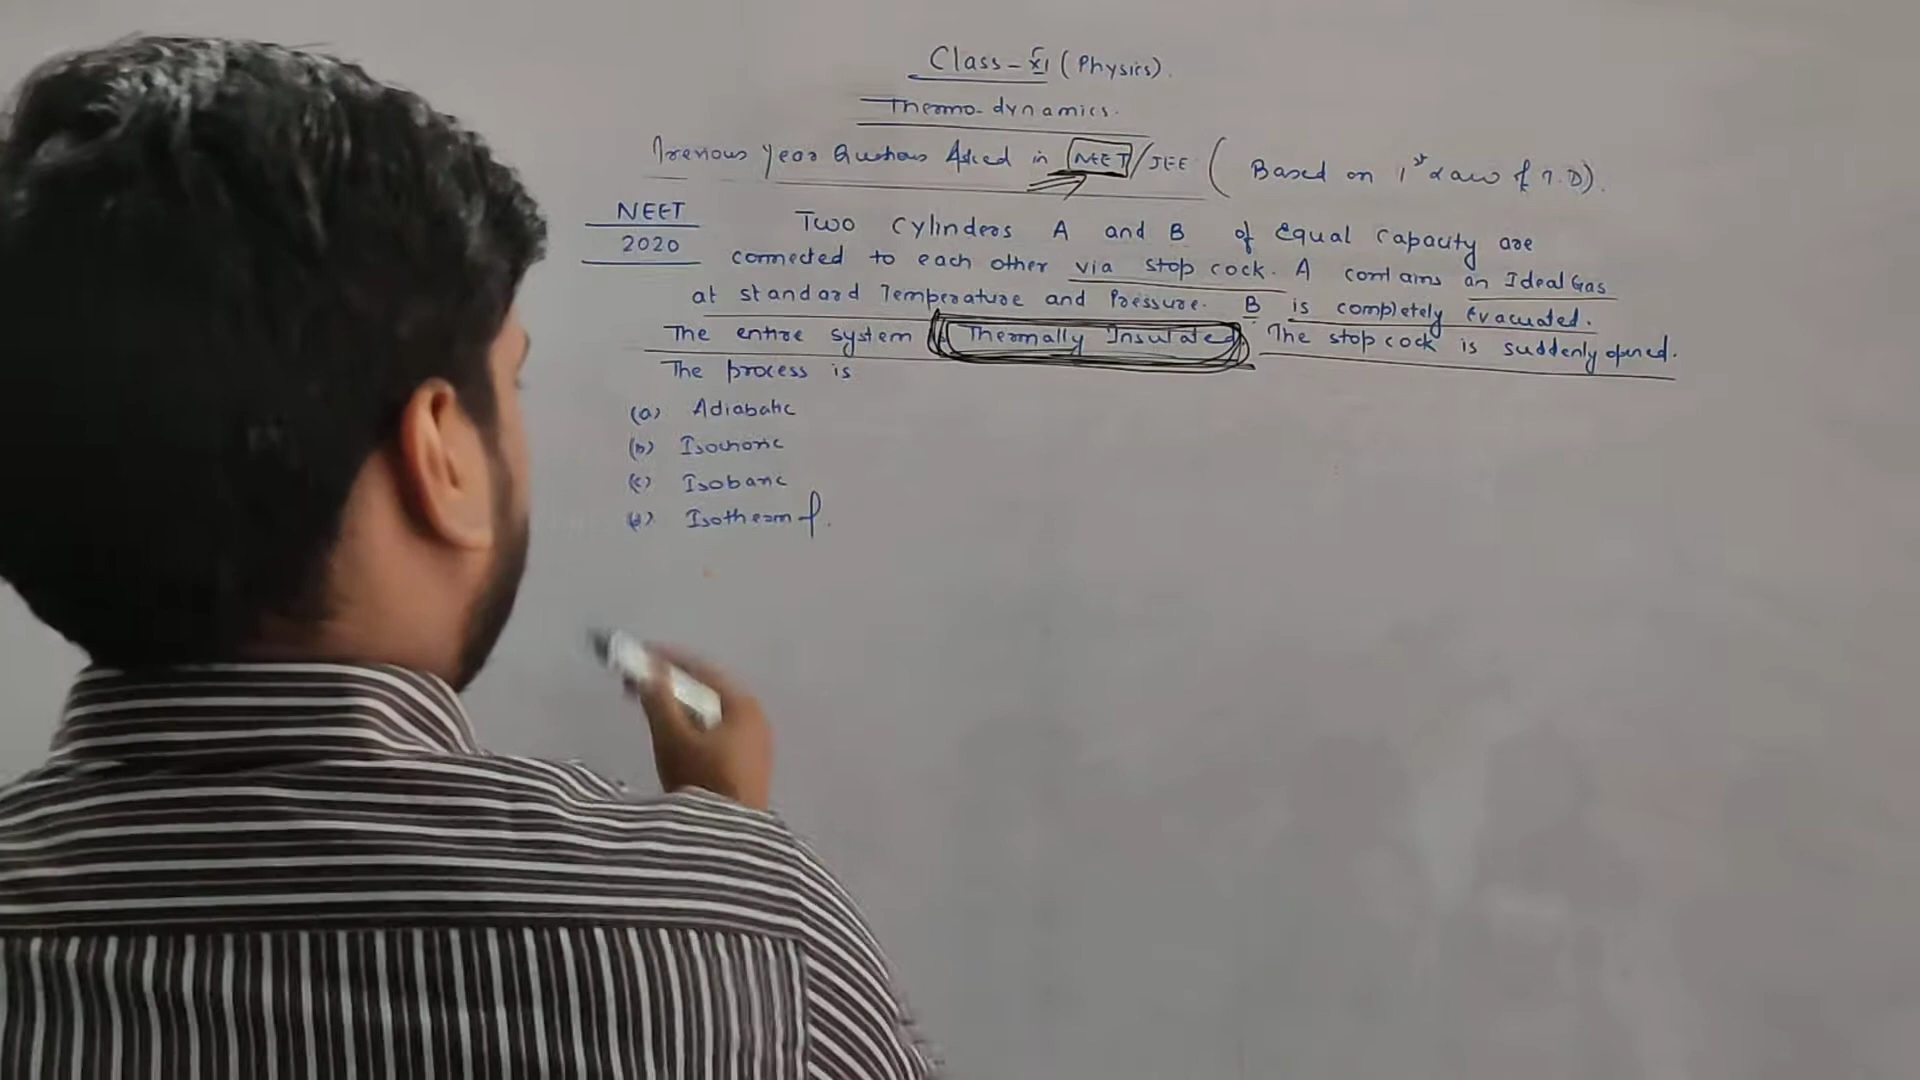 Class - XI (Physics).
Thermo-dynamics.
Previous Year Questions Asked in NEET/JEE ( Based on 1st Law of T.D).
NEET
2020
Two cylinders A and B of equal capacity are
connected to each other via stop cock. A contains an Ideal Gas
at standard Temperature and Pressure. B is completely Evacuated.
The entire system Thermally Insulated. The stop cock is suddenly opened.
The process is
(a) Adiabatic
(b) Isochoric
(c) Isobaric
(d) Isothermal.